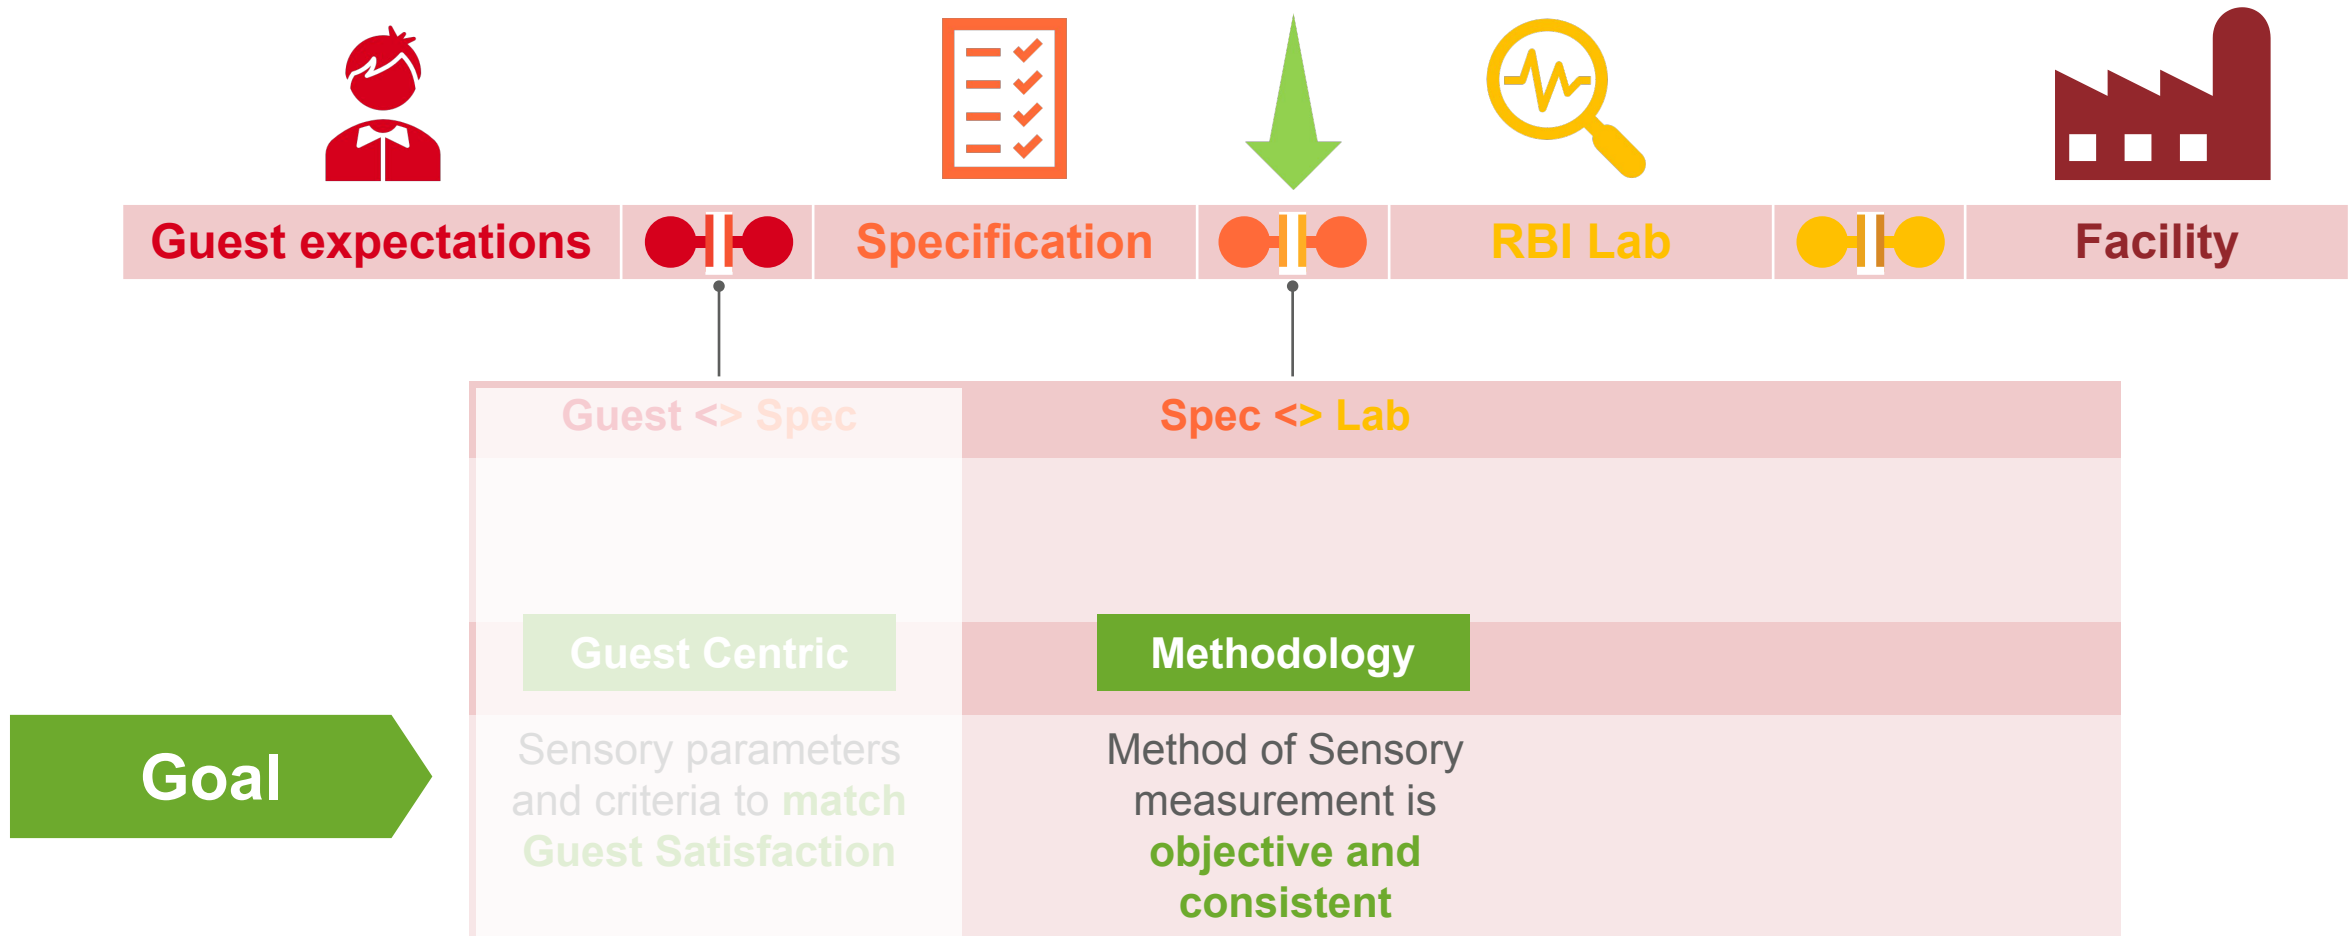 Guest expectations
Specification
RBI Lab
Facility
Guest <> Spec
Spec <> Lab
Guest Centric
Methodology
Goal
Sensory parameters
and criteria to match
Guest Satisfaction
Method of Sensory
measurement is
objective and
consistent